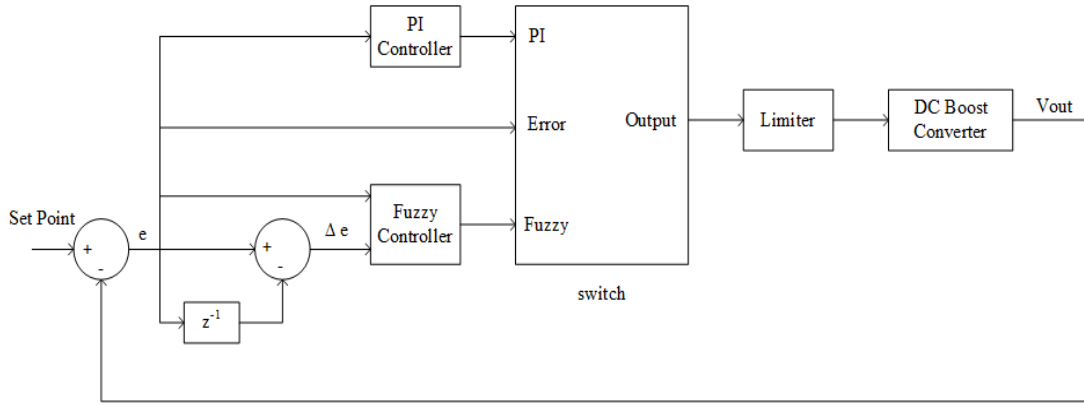 PI
Controller
PI
Error
Output
Limiter
DC Boost
Converter
Vout
Set Point
+
-
e
+
-
Δ e
Fuzzy
Controller
Fuzzy
switch
z⁻¹